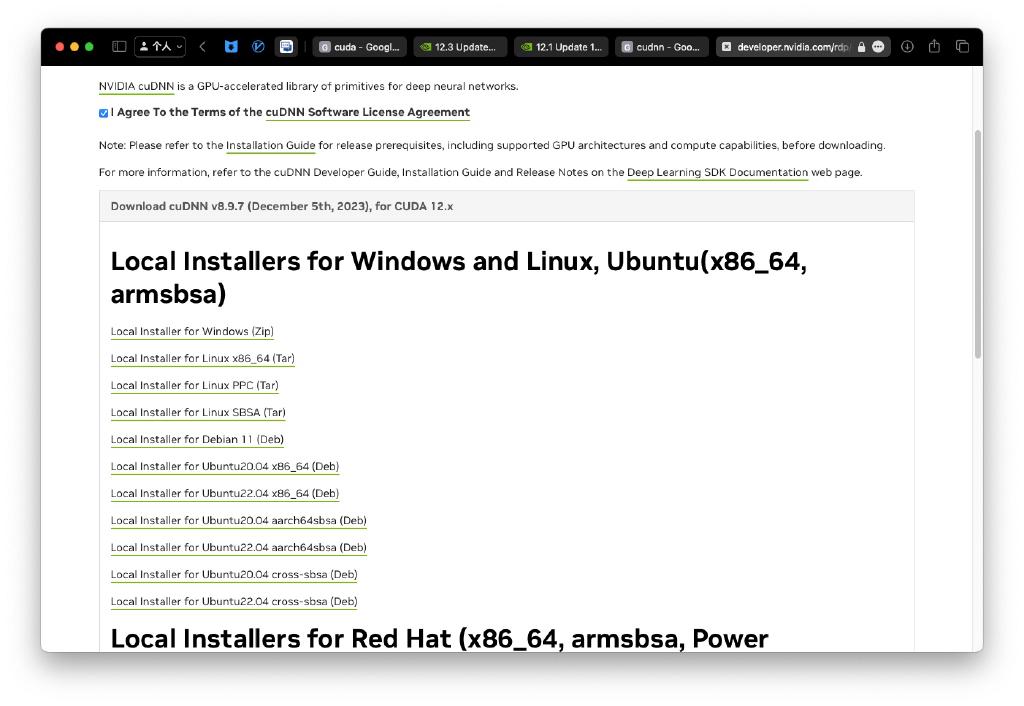 个人
cuda - Googl...
12.3 Update...
12.1 Update 1...
cudnn - Goo...
developer.nvidia.com/rdp/
NVIDIA cuDNN is a GPU-accelerated library of primitives for deep neural networks.
I Agree To the Terms of the cuDNN Software License Agreement
Note: Please refer to the Installation Guide for release prerequisites, including supported GPU architectures and compute capabilities, before downloading.
For more information, refer to the cuDNN Developer Guide, Installation Guide and Release Notes on the Deep Learning SDK Documentation web page.
Download cuDNN v8.9.7 (December 5th, 2023), for CUDA 12.x
Local Installers for Windows and Linux, Ubuntu(x86_64,
armsbsa)
Local Installer for Windows (Zip)
Local Installer for Linux x86_64 (Tar)
Local Installer for Linux PPC (Tar)
Local Installer for Linux SBSA (Tar)
Local Installer for Debian 11 (Deb)
Local Installer for Ubuntu20.04 x86_64 (Deb)
Local Installer for Ubuntu22.04 x86_64 (Deb)
Local Installer for Ubuntu20.04 aarch64sbsa (Deb)
Local Installer for Ubuntu22.04 aarch64sbsa (Deb)
Local Installer for Ubuntu20.04 cross-sbsa (Deb)
Local Installer for Ubuntu22.04 cross-sbsa (Deb)
Local Installers for Red Hat (x86_64, armsbsa, Power